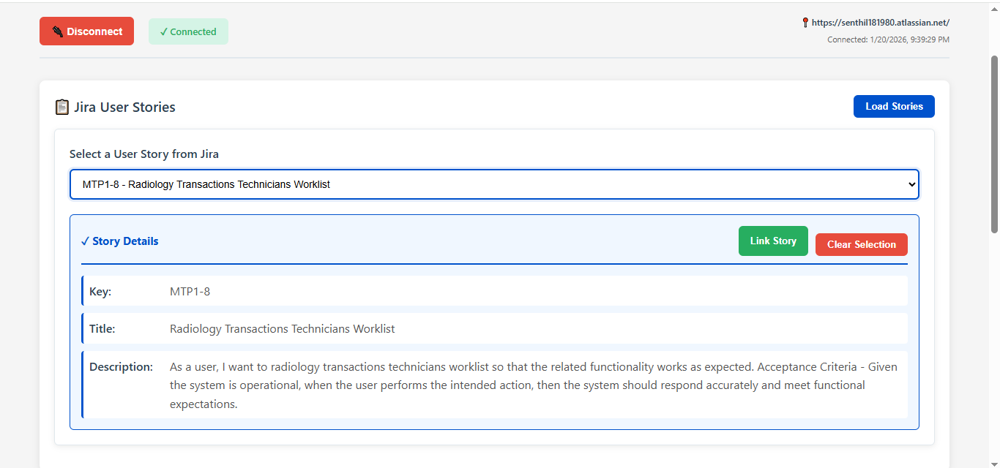 Disconnect
✓ Connected
https://senthil181980.atlassian.net/
Connected: 1/20/2026, 9:39:29 PM
Jira User Stories
Load Stories
Select a User Story from Jira
MTP1-8 - Radiology Transactions Technicians Worklist
✓ Story Details
Link Story
Clear Selection
Key: MTP1-8
Title: Radiology Transactions Technicians Worklist
Description: As a user, I want to radiology transactions technicians worklist so that the related functionality works as expected. Acceptance Criteria - Given
the system is operational, when the user performs the intended action, then the system should respond accurately and meet functional
expectations.